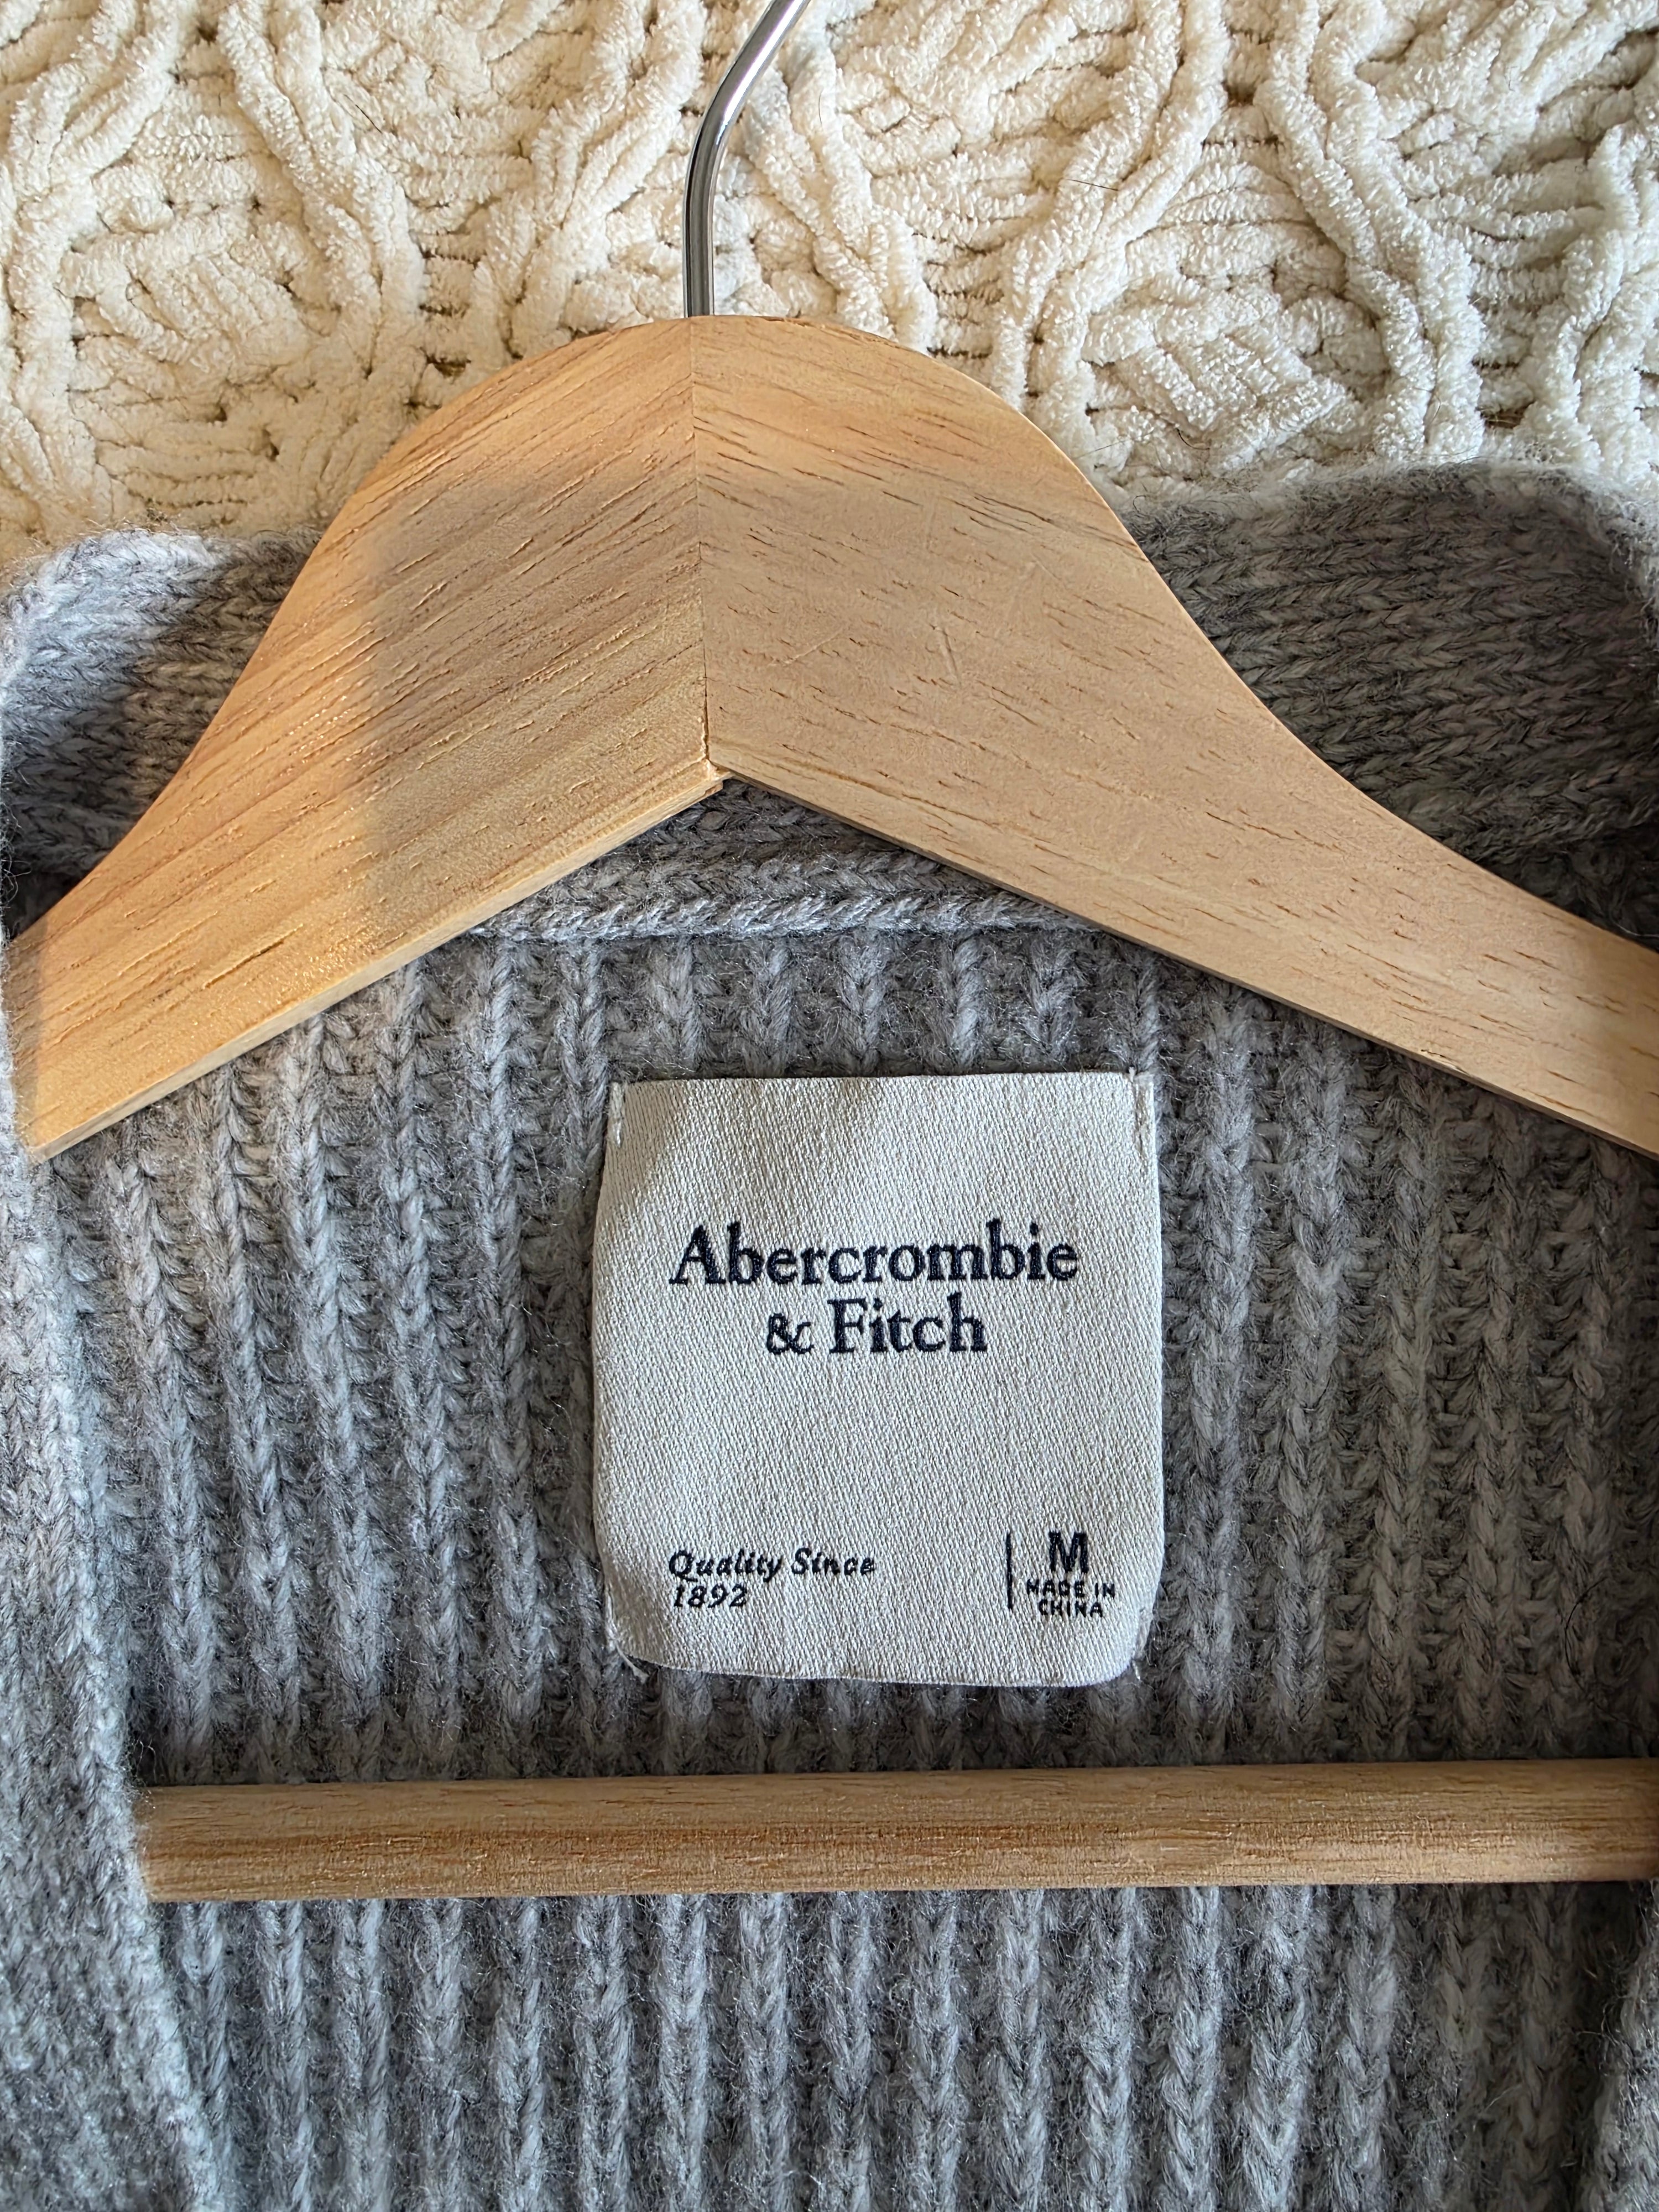 Abercrombie
& Fitch
Quality Since
1892
M
MADE IN
CHINA